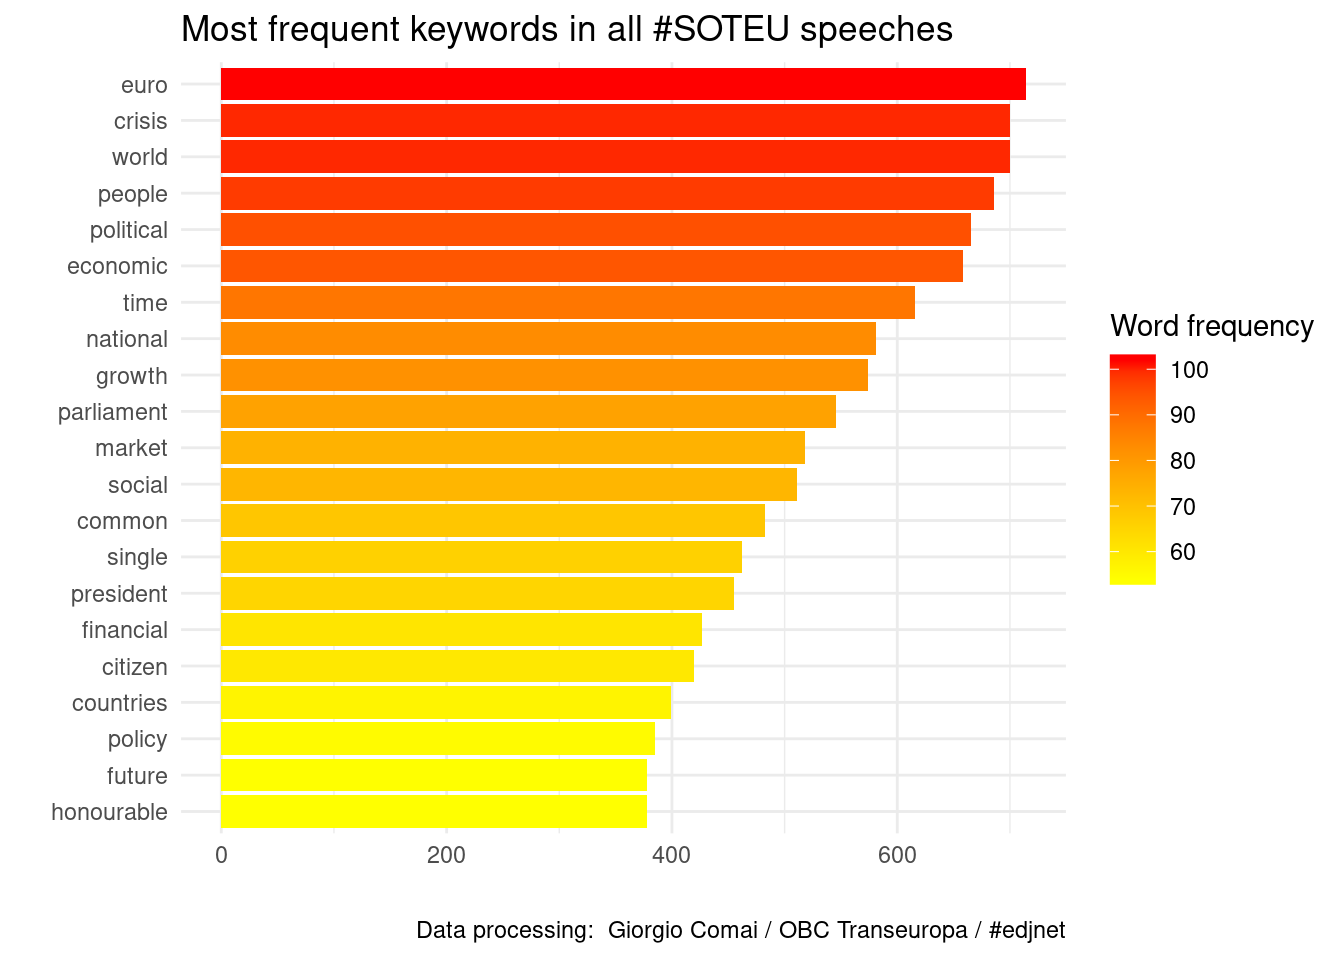 Most frequent keywords in all #SOTEU speeches
euro
crisis
world
people
political
economic
time
national
growth
parliament
market
social
common
single
president
financial
citizen
countries
policy
future
honourable
0 200 400 600
Word frequency
100
90
80
70
60
Data processing:  Giorgio Comai / OBC Transeuropa / #edjnet